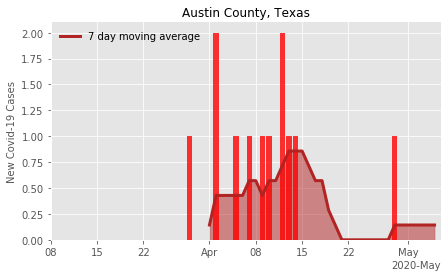 Austin County, Texas
7 day moving average
New Covid-19 Cases
2.00
1.75
1.50
1.25
1.00
0.75
0.50
0.25
0.00
08 15 22 Apr 08 15 22 May
2020-May